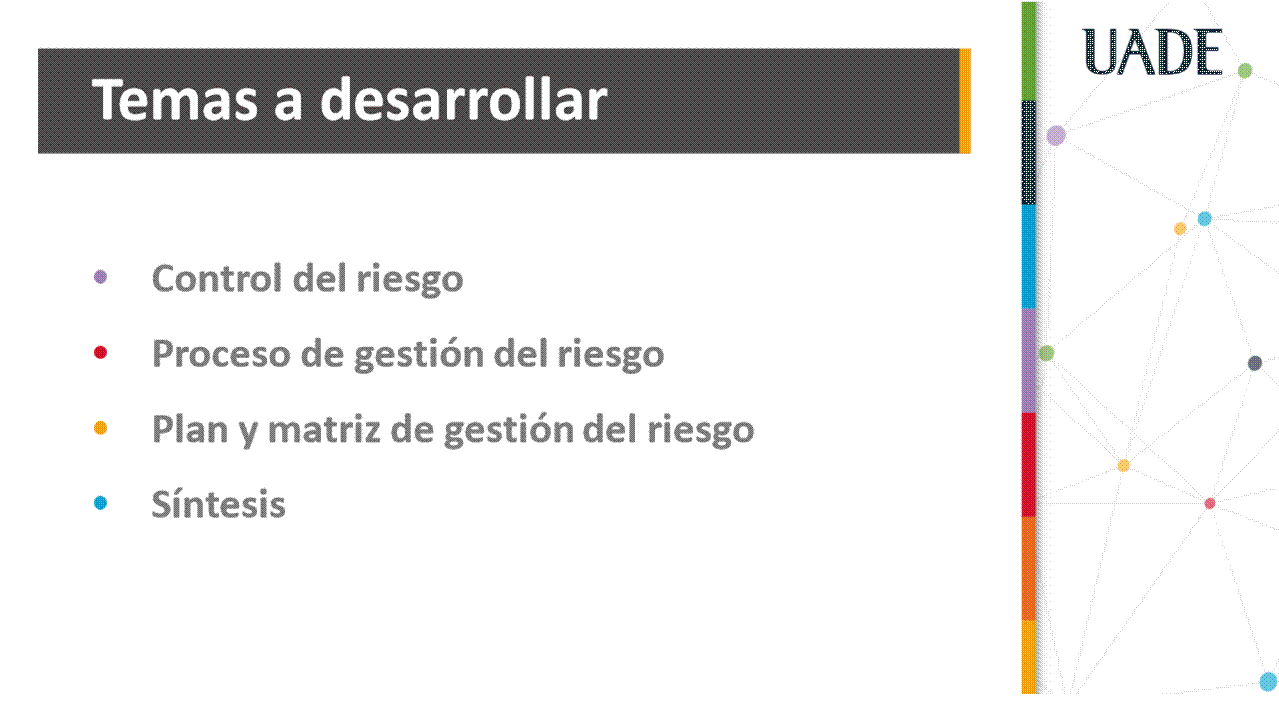 UADE
Temas a desarrollar
Control del riesgo
Proceso de gestión del riesgo
Plan y matriz de gestión del riesgo
Síntesis